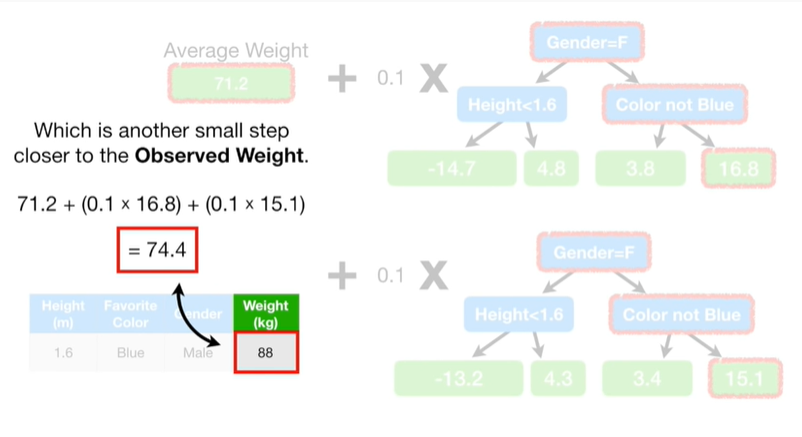 Average Weight
71.2
+ 0.1 X
Gender=F
Height<1.6
Color not Blue
-14.7
4.8
3.8
16.8
Which is another small step
closer to the Observed Weight.
71.2 + (0.1 × 16.8) + (0.1 × 15.1)
= 74.4
+ 0.1 X
Gender=F
Height<1.6
Color not Blue
-13.2
4.3
3.4
15.1
Height
(m)
Favorite
Color
Gender
Weight
(kg)
1.6
Blue
Male
88